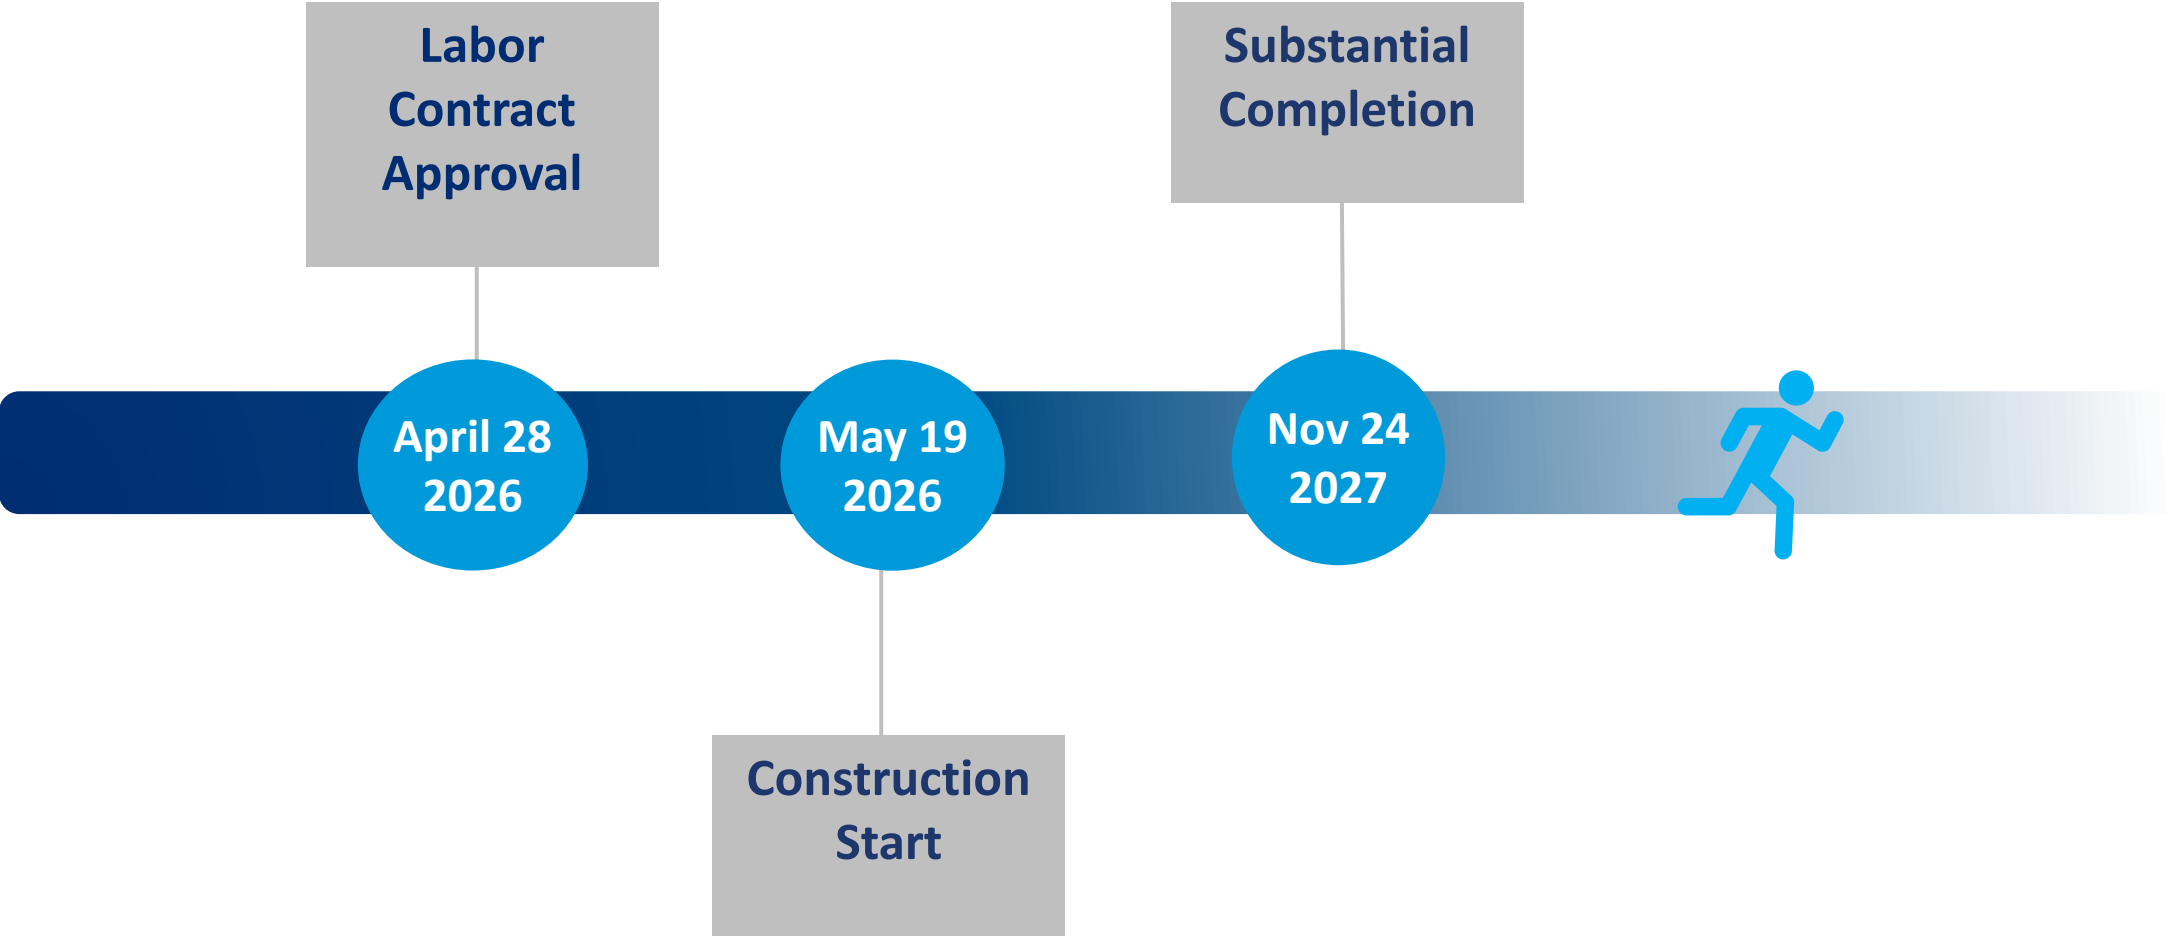 Labor
Contract
Approval
Substantial
Completion
April 28
2026
May 19
2026
Nov 24
2027
Construction
Start